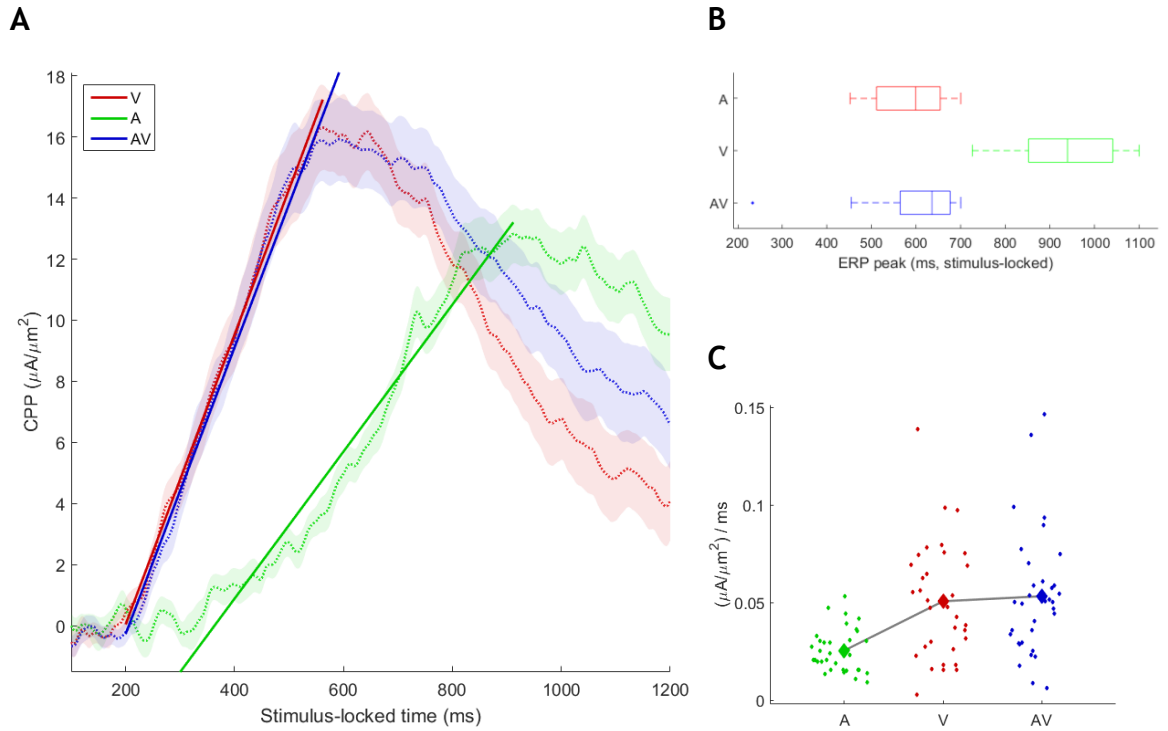 A
18
16
14
12
10
8
6
4
2
0
CPP (μA/μm²)
V
A
AV
200 400 600 800 1000 1200
Stimulus-locked time (ms)
B
A
V
AV
200 300 400 500 600 700 800 900 1000 1100
ERP peak (ms, stimulus-locked)
C
0.15
0.1
0.05
0
(μA/μm²) / ms
A V AV